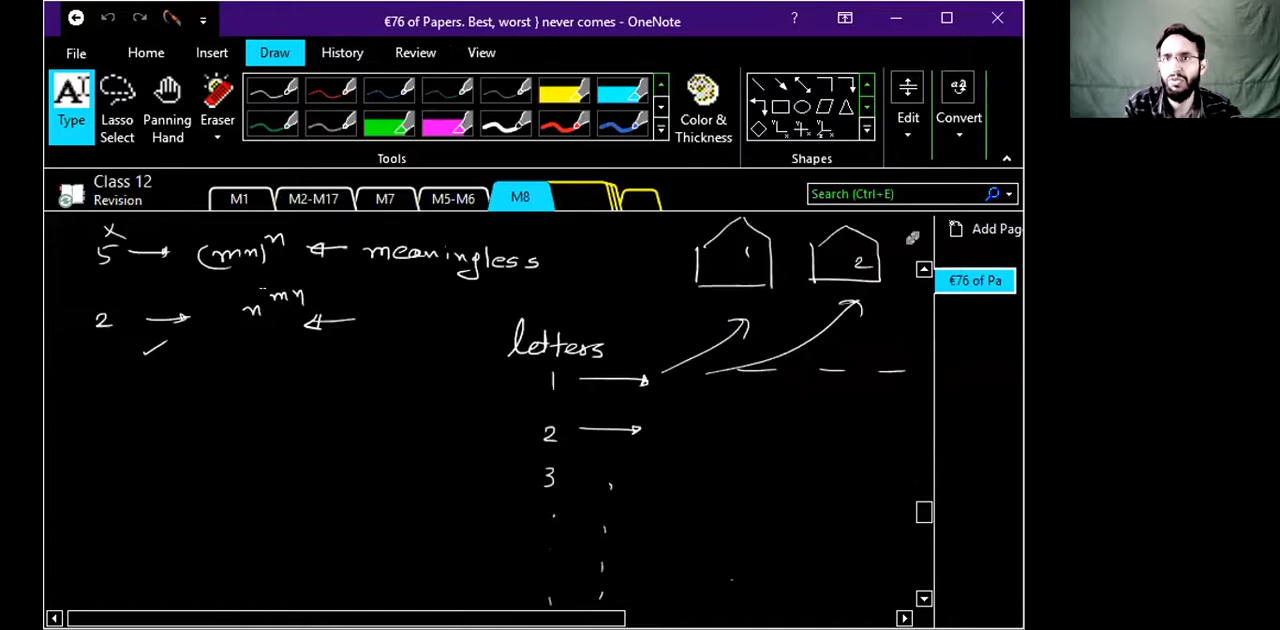 €76 of Papers. Best, worst } never comes - OneNote
?
File Home Insert Draw History Review View
Type
Lasso Select
Panning Hand
Eraser
Color & Thickness
Edit
Convert
Tools
Shapes
Class 12
Revision
M1 M2-M17 M7 M5-M6 M8
Search (Ctrl+E)
Add Pag
€76 of Pa
x
5 → (mn)^n ← meaningless
1
2
2 → n^mn ←
✓
letters
1 →
2 →
3